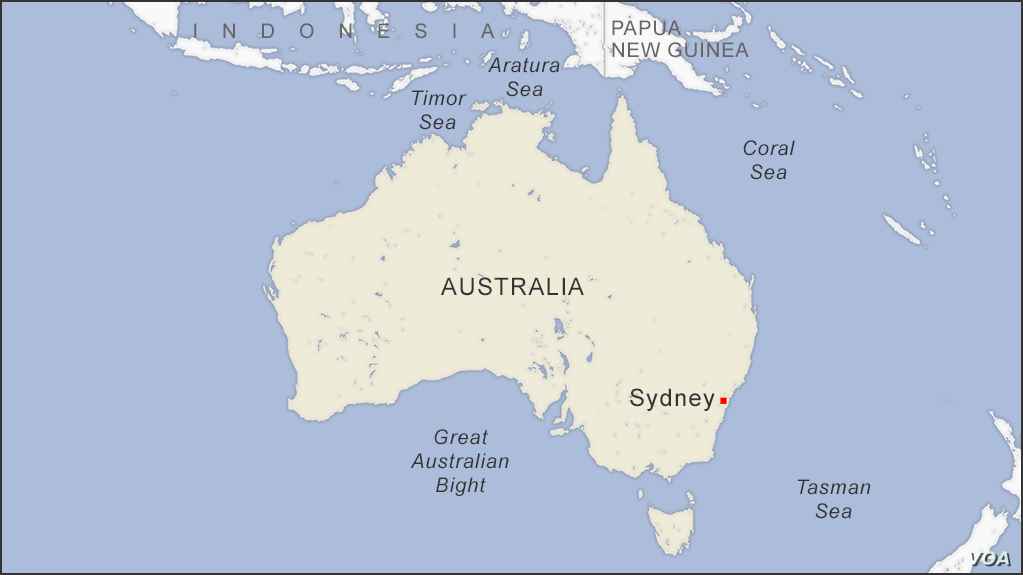 INDONESIA
PAPUA
NEW GUINEA
Aratura
Sea
Timor
Sea
Coral
Sea
AUSTRALIA
Sydney
Great
Australian
Bight
Tasman
Sea
VOA